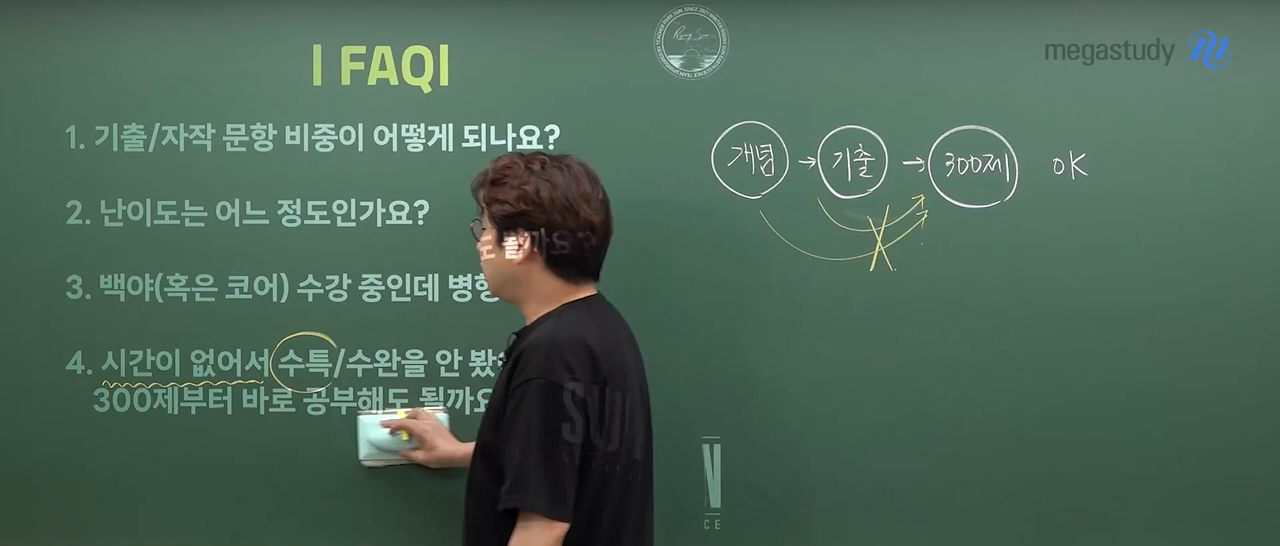 | FAQ|
megastudy
1. 기출/자작 문항 비중이 어떻게 되나요?
개념 → 기출 → 300제 OK
2. 난이도는 어느 정도인가요?
3. 백야(혹은 코어) 수강 중인데
4. 시간이 없어서 수특/수완을 안
300제부터 바로 공부해도 될까요
SUN
N
CE